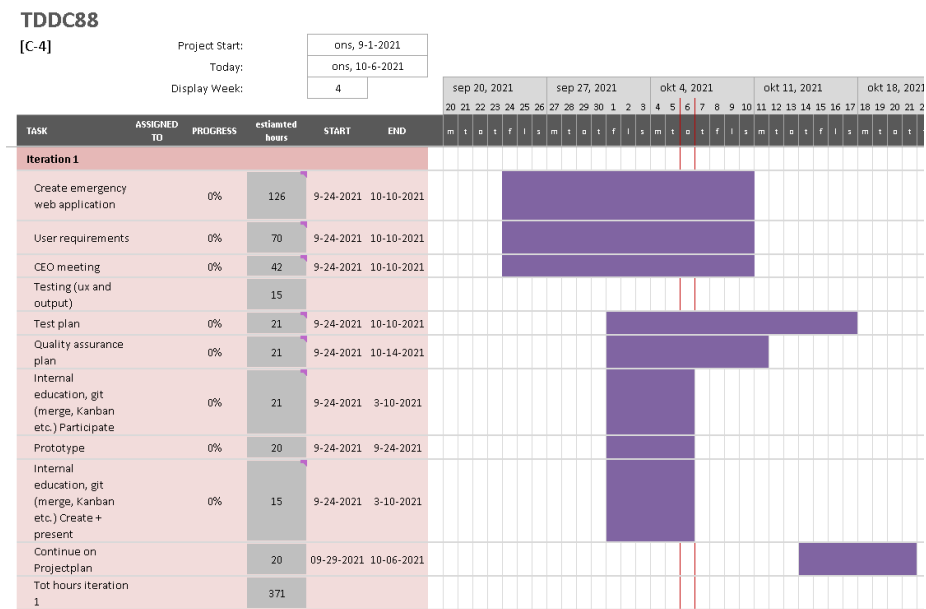 TDDC88
[C-4]
Project Start: ons, 9-1-2021
Today: ons, 10-6-2021
Display Week: 4
sep 20, 2021 sep 27, 2021 okt 4, 2021 okt 11, 2021 okt 18, 2021
20 21 22 23 24 25 26 27 28 29 30 1 2 3 4 5 6 7 8 9 10 11 12 13 14 15 16 17 18 19 20 21 2
TASK ASSIGNED TO PROGRESS estiamted hours START END m t o t f l s m t o t f l s m t o t f l s m t o t f l s m t o t
Iteration 1
Create emergency
web application 0% 126 9-24-2021 10-10-2021
User requirements 0% 70 9-24-2021 10-10-2021
CEO meeting 0% 42 9-24-2021 10-10-2021
Testing (ux and
output) 15
Test plan 0% 21 9-24-2021 10-10-2021
Quality assurance
plan 0% 21 9-24-2021 10-14-2021
Internal
education, git
(merge, Kanban
etc.) Participate 0% 21 9-24-2021 3-10-2021
Prototype 0% 20 9-24-2021 9-24-2021
Internal
education, git
(merge, Kanban
etc.) Create +
present 0% 15 9-24-2021 3-10-2021
Continue on
Projectplan 20 09-29-2021 10-06-2021
Tot hours iteration
1 371